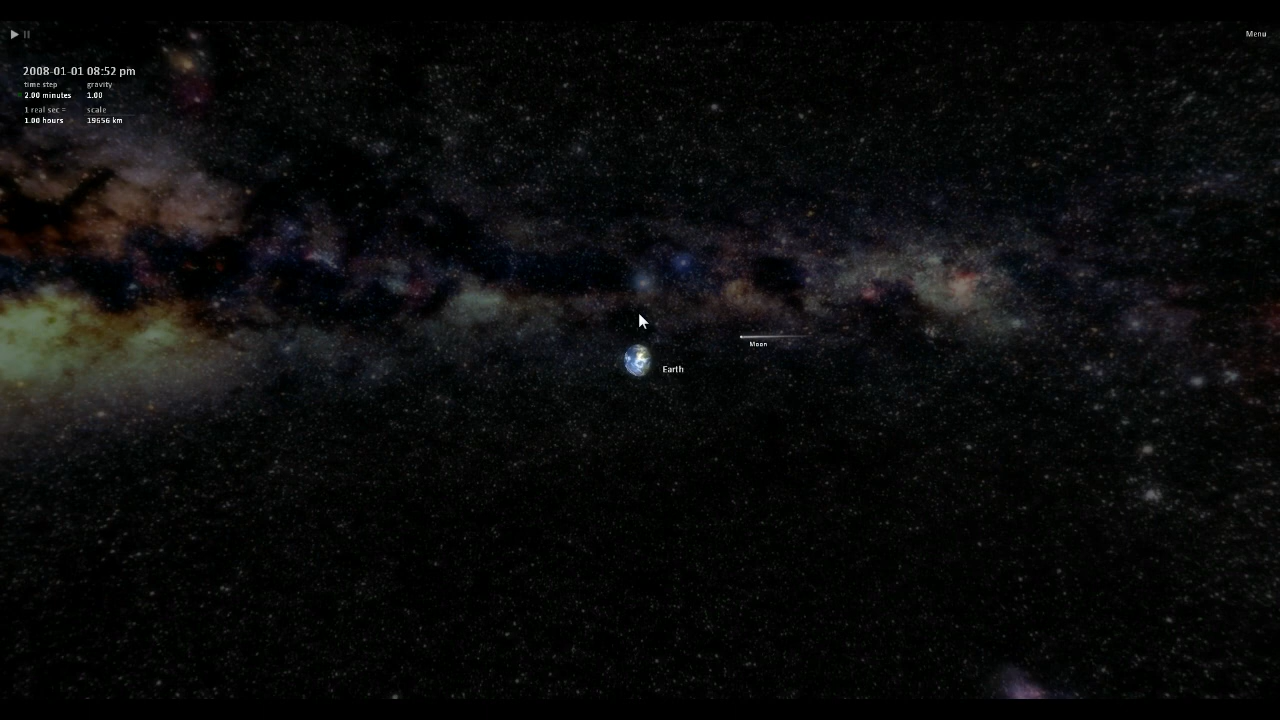 Menu
2008-01-01 08:52 pm
time step gravity
2.00 minutes 1.00
1 real sec = scale
1.00 hours 19656 km
Moon
Earth